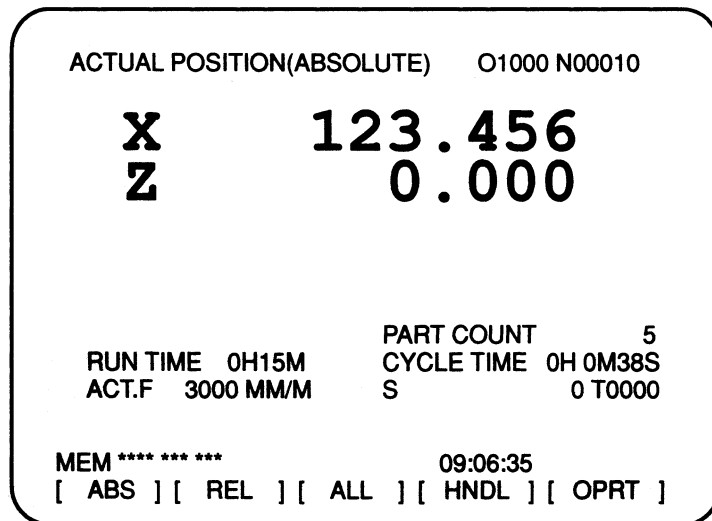 ACTUAL POSITION(ABSOLUTE) O1000 N00010
X 123.456
Z 0.000
PART COUNT 5
RUN TIME 0H15M CYCLE TIME 0H 0M38S
ACT.F 3000 MM/M S 0 T0000
MEM **** *** *** 09:06:35
[ ABS ] [ REL ] [ ALL ] [ HNDL ] [ OPRT ]